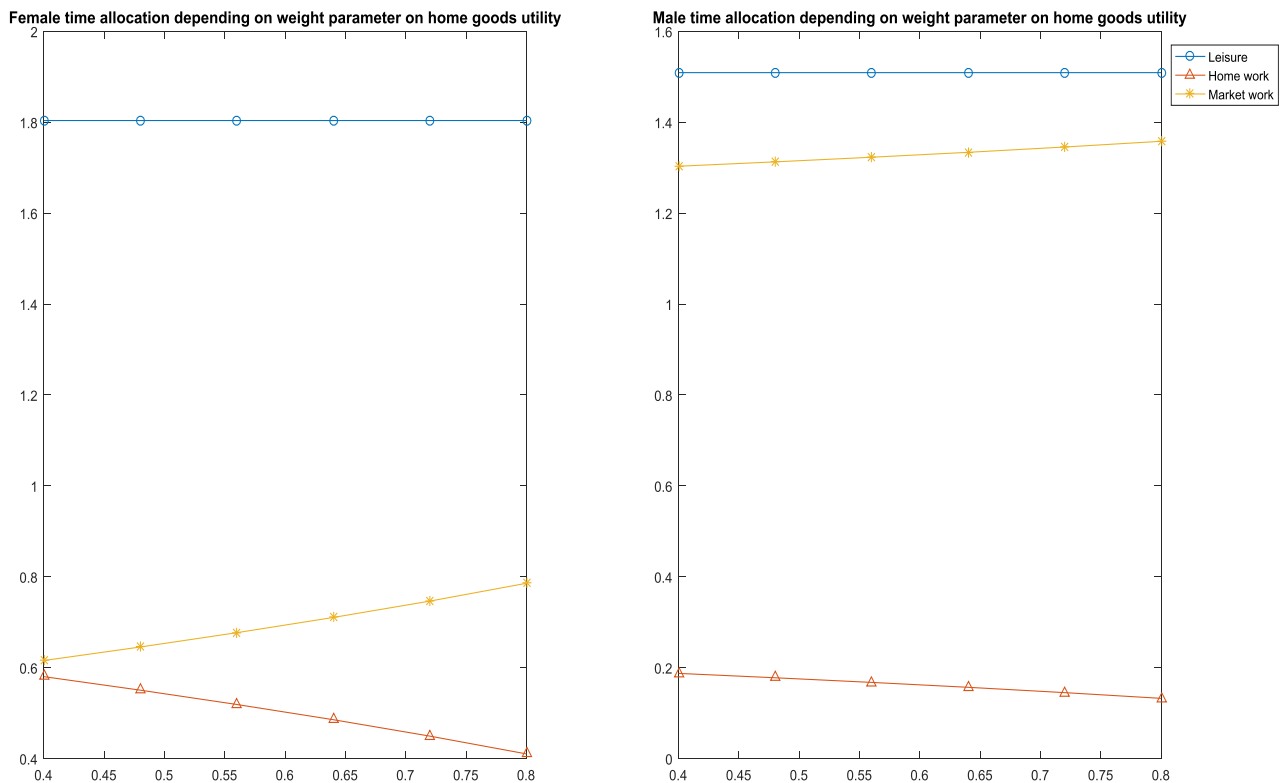 Female time allocation depending on weight parameter on home goods utility
2
1.8
1.6
1.4
1.2
1
0.8
0.6
0.4
0.4 0.45 0.5 0.55 0.6 0.65 0.7 0.75 0.8
Male time allocation depending on weight parameter on home goods utility
1.6
1.4
1.2
1
0.6
0.4
0.2
0
0.4 0.45 0.5 0.55 0.6 0.65 0.7 0.75 0.8
Leisure
Home work
Market work